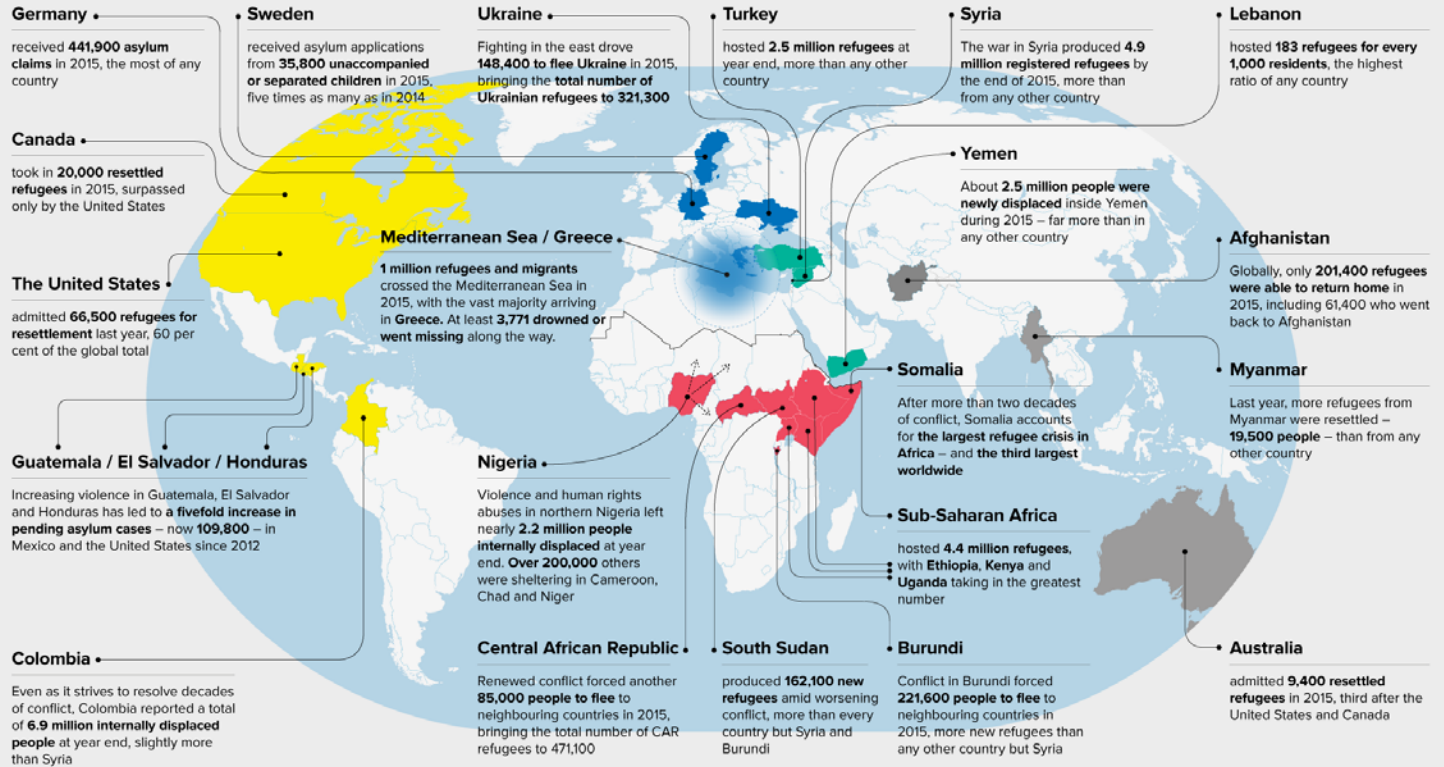 Germany
received 441,900 asylum
claims in 2015, the most of any
country
Sweden
received asylum applications
from 35,800 unaccompanied
or separated children in 2015,
five times as many as in 2014
Ukraine
Fighting in the east drove
148,400 to flee Ukraine in 2015,
bringing the total number of
Ukrainian refugees to 321,300
Turkey
hosted 2.5 million refugees at
year end, more than any other
country
Syria
The war in Syria produced 4.9
million registered refugees by
the end of 2015, more than
from any other country
Lebanon
hosted 183 refugees for every
1,000 residents, the highest
ratio of any country
Canada
took in 20,000 resettled
refugees in 2015, surpassed
only by the United States
Yemen
About 2.5 million people were
newly displaced inside Yemen
during 2015 – far more than in
any other country
Mediterranean Sea / Greece
1 million refugees and migrants
crossed the Mediterranean Sea in
2015, with the vast majority arriving
in Greece. At least 3,771 drowned or
went missing along the way.
Afghanistan
Globally, only 201,400 refugees
were able to return home in
2015, including 61,400 who went
back to Afghanistan
The United States
admitted 66,500 refugees for
resettlement last year, 60 per
cent of the global total
Somalia
After more than two decades
of conflict, Somalia accounts
for the largest refugee crisis in
Africa – and the third largest
worldwide
Myanmar
Last year, more refugees from
Myanmar were resettled –
19,500 people – than from any
other country
Guatemala / El Salvador / Honduras
Increasing violence in Guatemala, El Salvador
and Honduras has led to a fivefold increase in
pending asylum cases – now 109,800 – in
Mexico and the United States since 2012
Nigeria
Violence and human rights
abuses in northern Nigeria left
nearly 2.2 million people
internally displaced at year
end. Over 200,000 others
were sheltering in Cameroon,
Chad and Niger
Sub-Saharan Africa
hosted 4.4 million refugees,
with Ethiopia, Kenya and
Uganda taking in the greatest
number
Colombia
Even as it strives to resolve decades
of conflict, Colombia reported a total
of 6.9 million internally displaced
people at year end, slightly more
than Syria
Central African Republic
Renewed conflict forced another
85,000 people to flee to
neighbouring countries in 2015,
bringing the total number of CAR
refugees to 471,100
South Sudan
produced 162,100 new
refugees amid worsening
conflict, more than every
country but Syria and
Burundi
Burundi
Conflict in Burundi forced
221,600 people to flee to
neighbouring countries in
2015, more new refugees than
any other country but Syria
Australia
admitted 9,400 resettled
refugees in 2015, third after the
United States and Canada